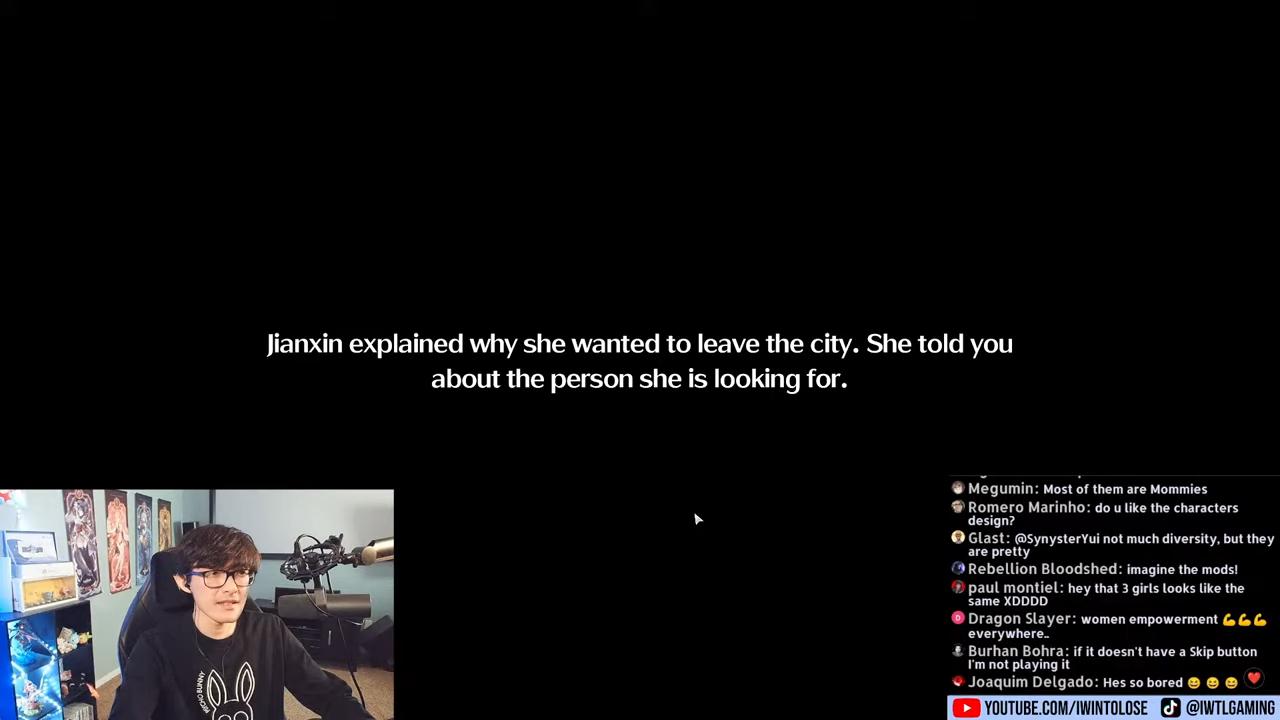 Jianxin explained why she wanted to leave the city. She told you
about the person she is looking for.
Megumin: Most of them are Mommies
Romero Marinho: do u like the characters
design?
Glast: @SynysterYui not much diversity, but they
are pretty
Rebellion Bloodshed: imagine the mods!
paul montiel: hey that 3 girls looks like the
same XDDDD
Dragon Slayer: women empowerment 💪💪💪
everywhere..
Burhan Bohra: if it doesn't have a Skip button
I'm not playing it
Joaquim Delgado: Hes so bored 😄 😄 😄
YOUTUBE.COM/IWINTOLOSE @IWTLGAMING